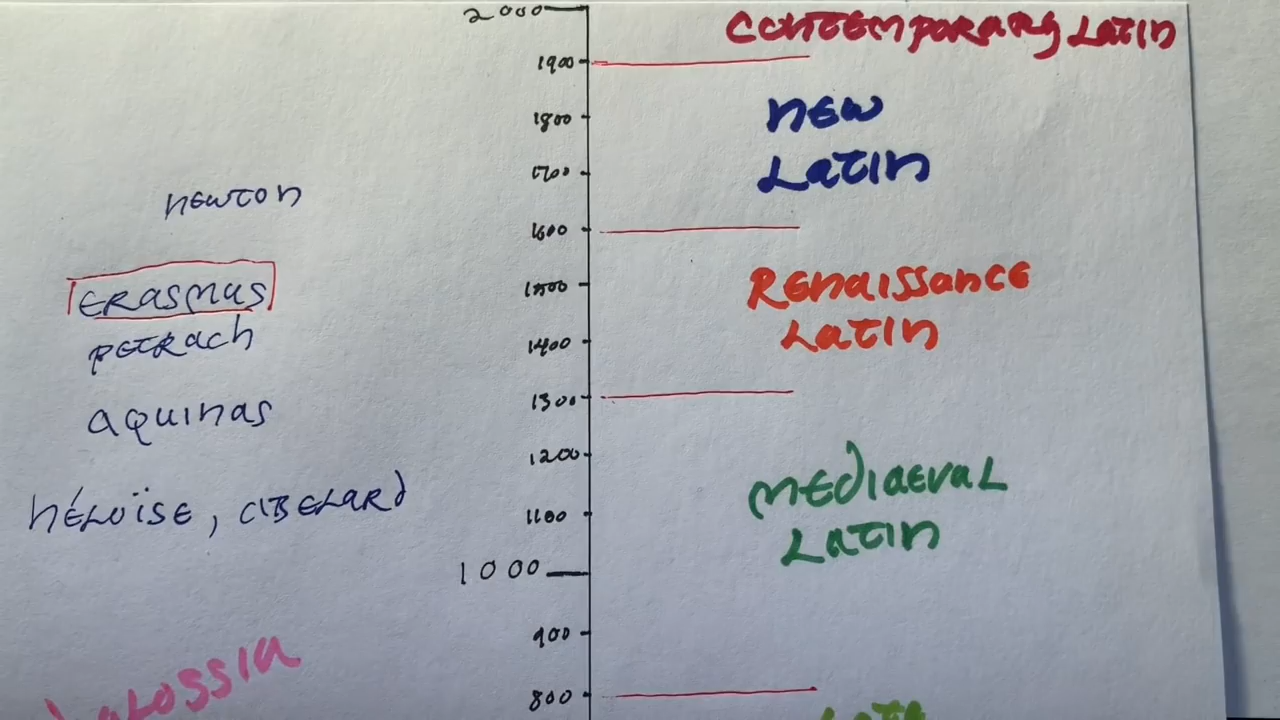 2000
CONTEMPORARY LATIN
1900
1800
NEW
LATIN
1700
NEWTON
1600
ERASMUS
1500
RENAISSANCE
LATIN
PETRACH
1400
AQUINAS
1300
1200
MEDIAEVAL
LATIN
HÉLOÏSE, ABELARD
1100
1000
900
800